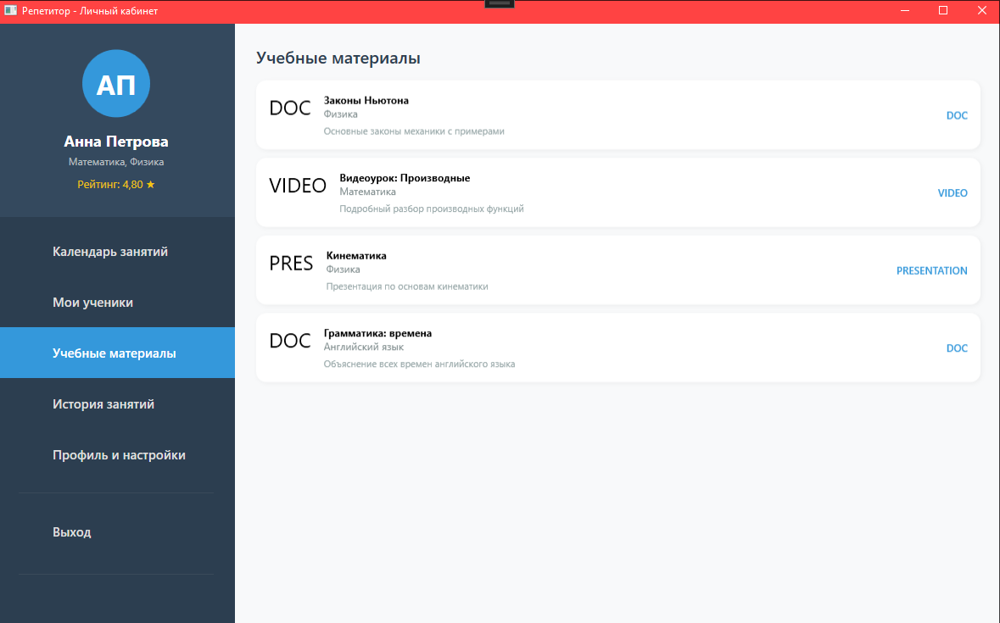 Репетитор - Личный кабинет
АП
Анна Петрова
Математика, Физика
Рейтинг: 4,80 ★
Календарь занятий
Мои ученики
Учебные материалы
История занятий
Профиль и настройки
Выход
Учебные материалы
DOC
Законы Ньютона
Физика
Основные законы механики с примерами
DOC
VIDEO
Видеоурок: Производные
Математика
Подробный разбор производных функций
VIDEO
PRES
Кинематика
Физика
Презентация по основам кинематики
PRESENTATION
DOC
Грамматика: времена
Английский язык
Объяснение всех времен английского языка
DOC